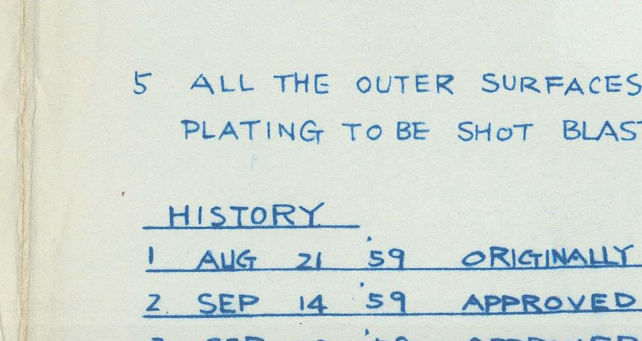 5 ALL THE OUTER SURFACES
PLATING TO BE SHOT BLAST
HISTORY
1 AUG 21 '59 ORIGINALLY
2. SEP 14 '59 APPROVED